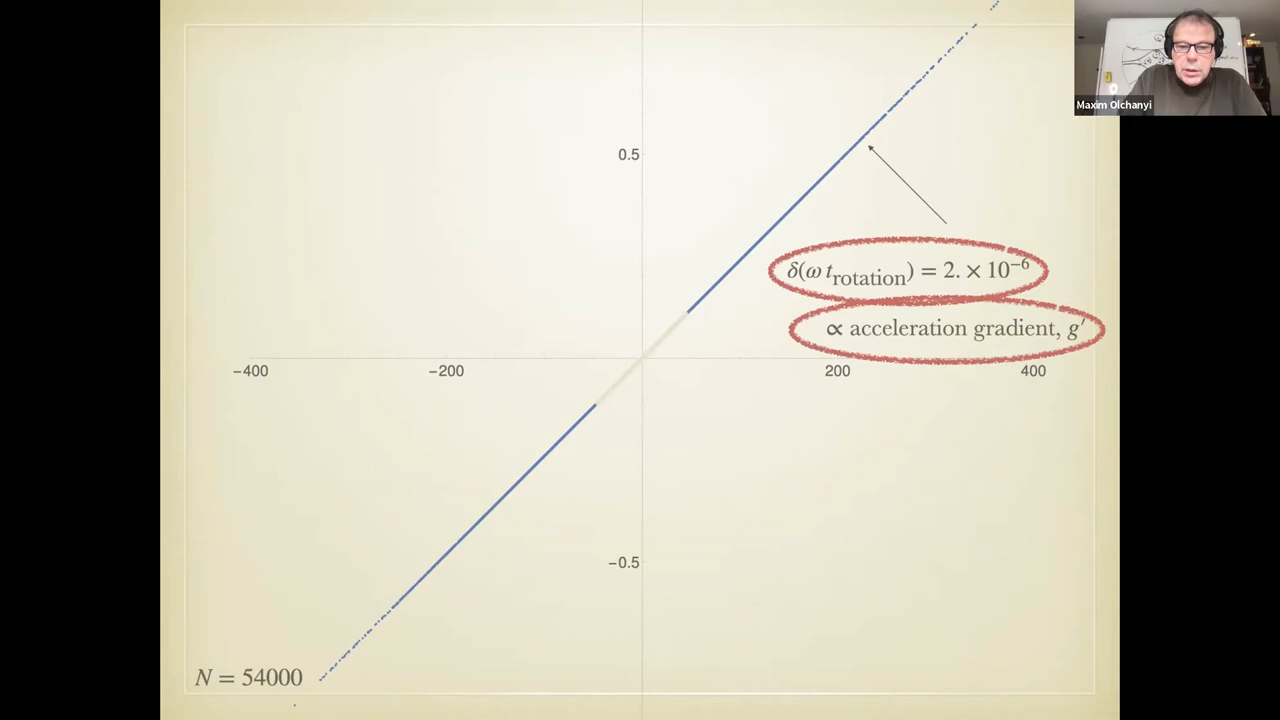 Maxim Olchanyi
0.5
δ(ω t_rotation) = 2. × 10⁻⁶
∝ acceleration gradient, g′
−400 −200 200 400
−0.5
N = 54000